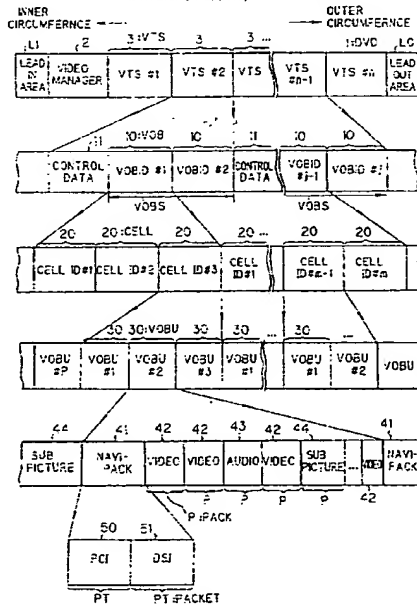 INNER CIRCUMFERNCE
OUTER CIRCUMFERNCE
L1 2 3:VTS 3 3... 1:DVD LO
LEAD IN AREA VIDEO MANAGER VTS #1 VTS #2 VTS VTS #n-1 VTS #n LEAD OUT AREA
11 10:VOB 10 11 10 10
CONTROL DATA VOBID #1 VOBID #2 CONTROL DATA VOBID #j-1 VOBID #j
VOBS VOBS
20 20:CELL 20 20... 20 20
CELL ID#1 CELL ID#2 CELL ID#3 CELL ID#1 CELL ID#m-1 CELL ID#m
30 30:VOBU 30 30 ... 30 ...
VOBU #P VOBU #1 VOBU #2 VOBU #3 VOBU #1 VOBU #1 VOBU #2 VOBU
44 41 42 42 43 42 44 41
SUB PICTURE NAVI-PACK VIDEO VIDEO AUDIO VIDEO SUB PICTURE ... VIDEO NAVI-PACK
42
P P P P
P:PACK
50 51
PCI DSI
PT PT:PACKET